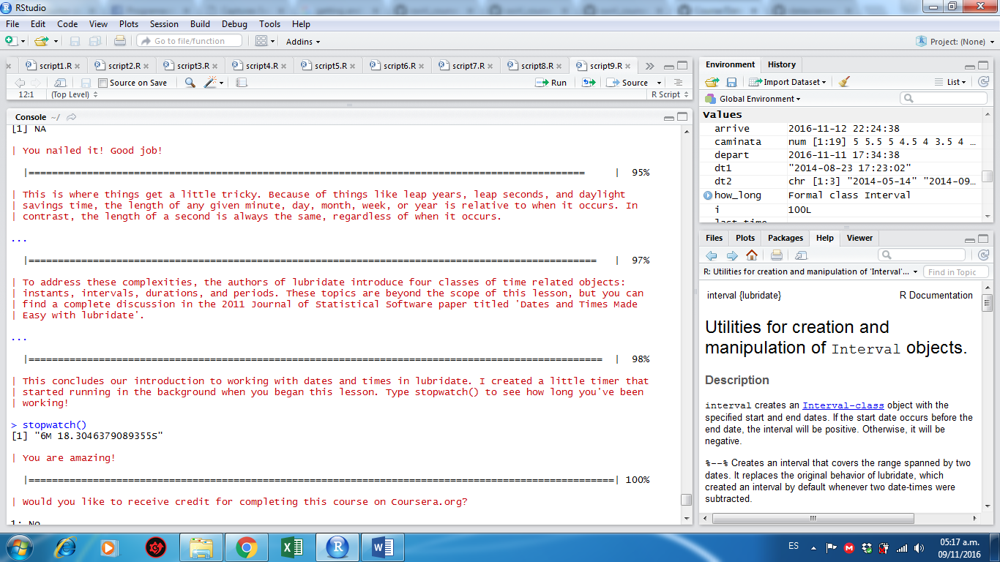 RStudio
File Edit Code View Plots Session Build Debug Tools Help
Go to file/function Addins Project: (None)
script1.R script2.R script3.R script4.R script5.R script6.R script7.R script8.R script9.R
Source on Save Run Source
12:1 (Top Level) R Script
Console ~/
[1] NA
| You nailed it! Good job!
|===============================================================================================     |  95%
| This is where things get a little tricky. Because of things like leap years, leap seconds, and daylight
| savings time, the length of any given minute, day, month, week, or year is relative to when it occurs. In
| contrast, the length of a second is always the same, regardless of when it occurs.
...
|=================================================================================================   |  97%
| To address these complexities, the authors of lubridate introduce four classes of time related objects:
| instants, intervals, durations, and periods. These topics are beyond the scope of this lesson, but you can
| find a complete discussion in the 2011 Journal of Statistical Software paper titled 'Dates and Times Made
| Easy with lubridate'.
...
|==================================================================================================  |  98%
| This concludes our introduction to working with dates and times in lubridate. I created a little timer that
| started running in the background when you began this lesson. Type stopwatch() to see how long you've been
| working!
> stopwatch()
[1] "6M 18.3046379089355S"
| You are amazing!
|====================================================================================================| 100%
| Would you like to receive credit for completing this course on Coursera.org?
1: No
Environment History
Import Dataset List
Global Environment
Values
arrive 2016-11-12 22:24:38
caminata num [1:19] 5 5.5 5 4.5 4 3.5 4 ...
depart 2016-11-11 17:34:38
dt1 "2014-08-23 17:23:02"
dt2 chr [1:3] "2014-05-14" "2014-09...
how_long Formal class Interval
i 100L
last_time
Files Plots Packages Help Viewer
R: Utilities for creation and manipulation of 'Interval'... Find in Topic
interval {lubridate} R Documentation
Utilities for creation and
manipulation of Interval objects.
Description
interval creates an Interval-class object with the
specified start and end dates. If the start date occurs before the
end date, the interval will be positive. Otherwise, it will be
negative.
%--% Creates an interval that covers the range spanned by two
dates. It replaces the original behavior of lubridate, which
created an interval by default whenever two date-times were
subtracted.
ES 05:17 a.m.
09/11/2016